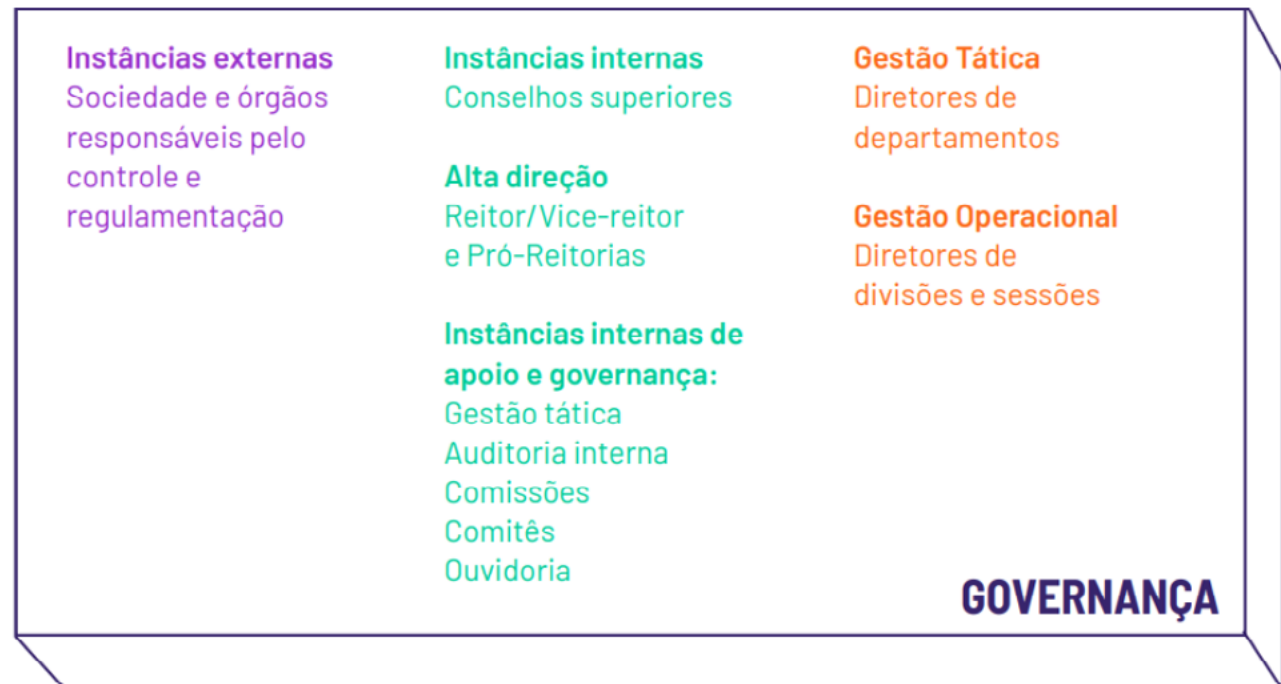 Instâncias externas
Sociedade e órgãos
responsáveis pelo
controle e
regulamentação
Instâncias internas
Conselhos superiores
Alta direção
Reitor/Vice-reitor
e Pró-Reitorias
Instâncias internas de
apoio e governança:
Gestão tática
Auditoria interna
Comissões
Comitês
Ouvidoria
Gestão Tática
Diretores de
departamentos
Gestão Operacional
Diretores de
divisões e sessões
GOVERNANÇA